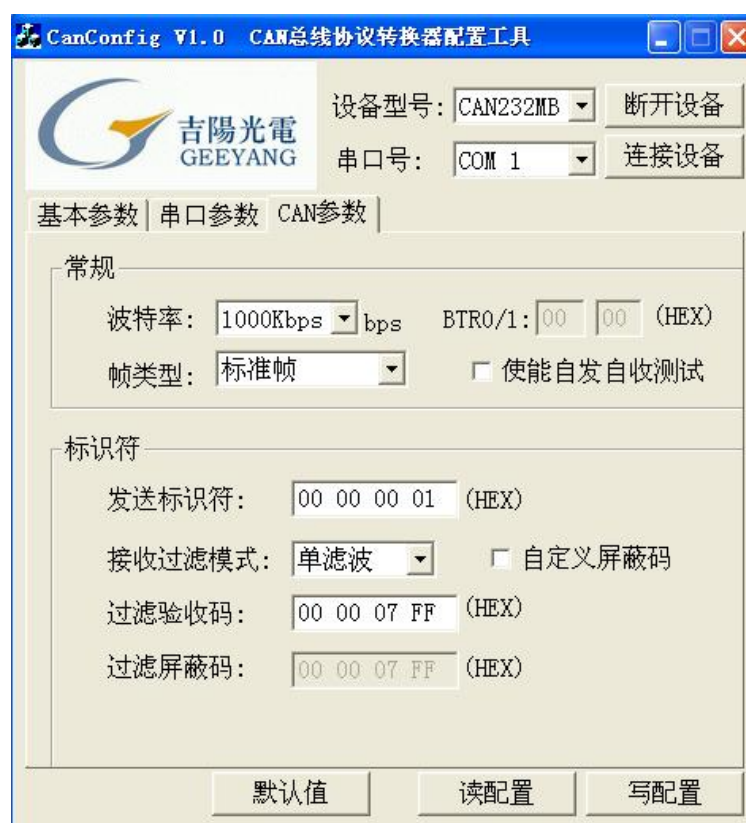 CanConfig V1.0 CAN总线协议转换器配置工具
吉陽光電
GEEYANG
设备型号: CAN232MB 断开设备
串口号: COM 1 连接设备
基本参数 串口参数 CAN参数
常规
波特率: 1000Kbps bps BTR0/1: 00 00 (HEX)
帧类型: 标准帧 使能自发自收测试
标识符
发送标识符: 00 00 00 01 (HEX)
接收过滤模式: 单滤波 自定义屏蔽码
过滤验收码: 00 00 07 FF (HEX)
过滤屏蔽码: 00 00 07 FF (HEX)
默认值 读配置 写配置